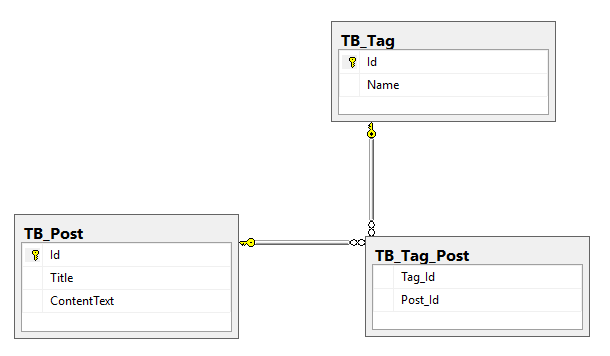 TB_Tag
Id
Name
TB_Post
Id
Title
ContentText
TB_Tag_Post
Tag_Id
Post_Id